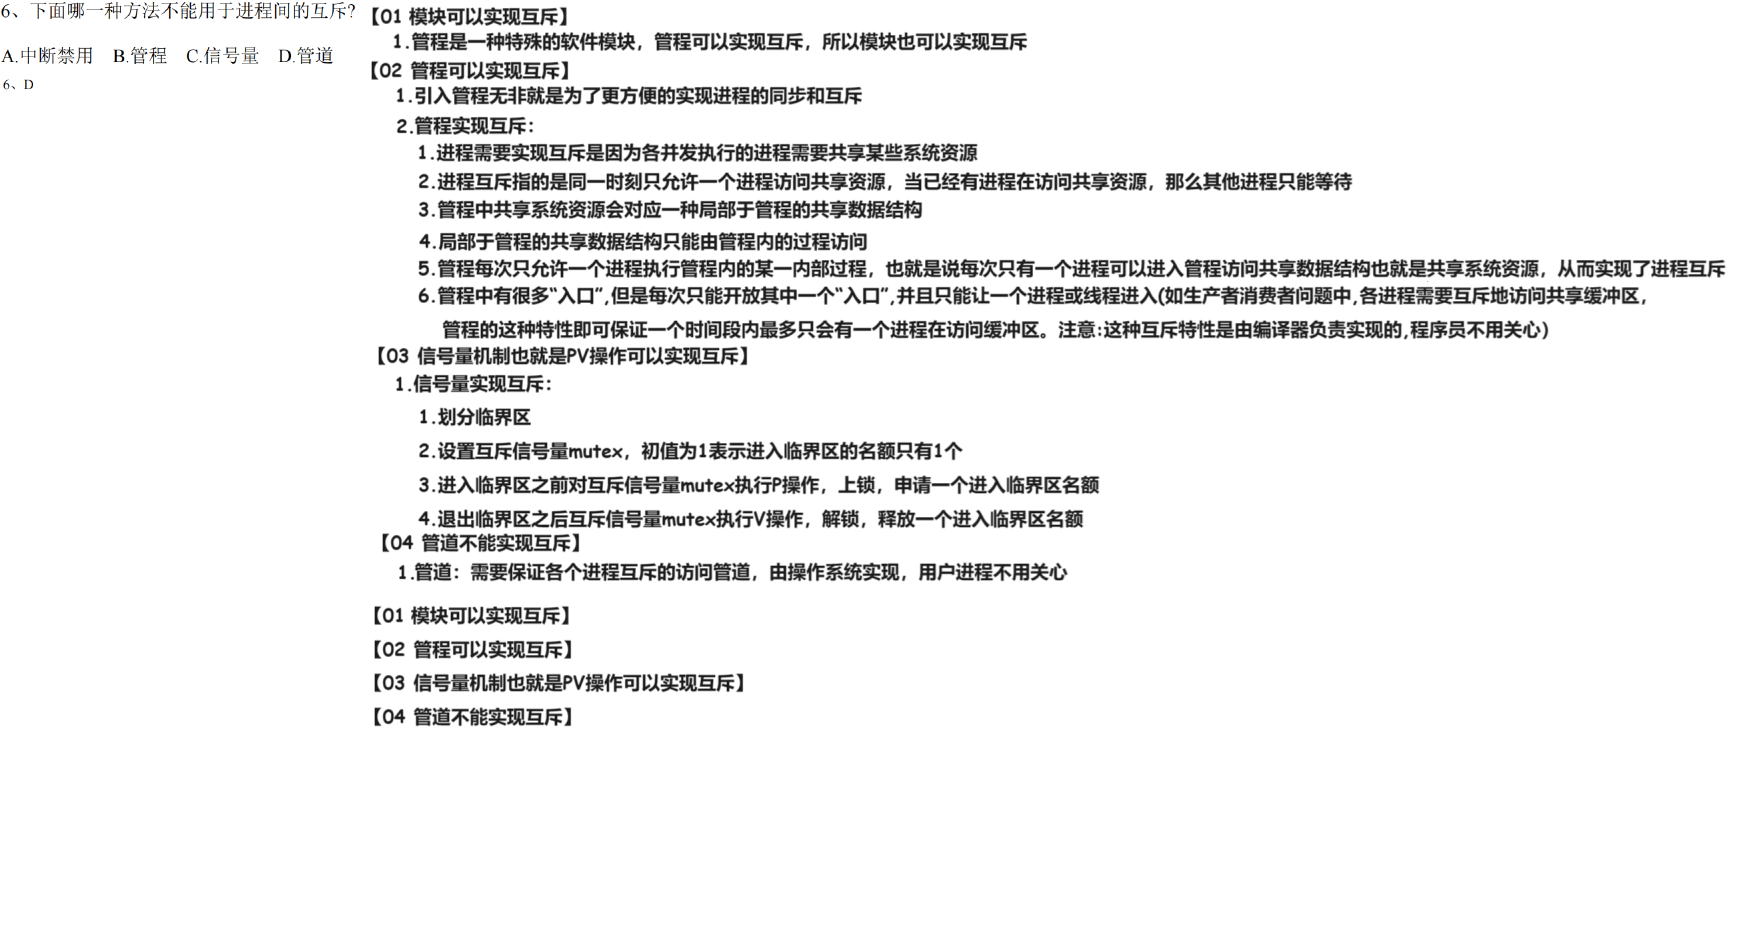 6、下面哪一种方法不能用于进程间的互斥?
A.中断禁用 B.管程 C.信号量 D.管道
6、D
【01 模块可以实现互斥】
1.管程是一种特殊的软件模块，管程可以实现互斥，所以模块也可以实现互斥
【02 管程可以实现互斥】
1.引入管程无非就是为了更方便的实现进程的同步和互斥
2.管程实现互斥：
1.进程需要实现互斥是因为各并发执行的进程需要共享某些系统资源
2.进程互斥指的是同一时刻只允许一个进程访问共享资源，当已经有进程在访问共享资源，那么其他进程只能等待
3.管程中共享系统资源会对应一种局部于管程的共享数据结构
4.局部于管程的共享数据结构只能由管程内的过程访问
5.管程每次只允许一个进程执行管程内的某一内部过程，也就是说每次只有一个进程可以进入管程访问共享数据结构也就是共享系统资源，从而实现了进程互斥
6.管程中有很多“入口”,但是每次只能开放其中一个“入口”,并且只能让一个进程或线程进入(如生产者消费者问题中,各进程需要互斥地访问共享缓冲区，
管程的这种特性即可保证一个时间段内最多只会有一个进程在访问缓冲区。注意:这种互斥特性是由编译器负责实现的,程序员不用关心)
【03 信号量机制也就是PV操作可以实现互斥】
1.信号量实现互斥：
1.划分临界区
2.设置互斥信号量mutex，初值为1表示进入临界区的名额只有1个
3.进入临界区之前对互斥信号量mutex执行P操作，上锁，申请一个进入临界区名额
4.退出临界区之后互斥信号量mutex执行V操作，解锁，释放一个进入临界区名额
【04 管道不能实现互斥】
1.管道：需要保证各个进程互斥的访问管道，由操作系统实现，用户进程不用关心
【01 模块可以实现互斥】
【02 管程可以实现互斥】
【03 信号量机制也就是PV操作可以实现互斥】
【04 管道不能实现互斥】